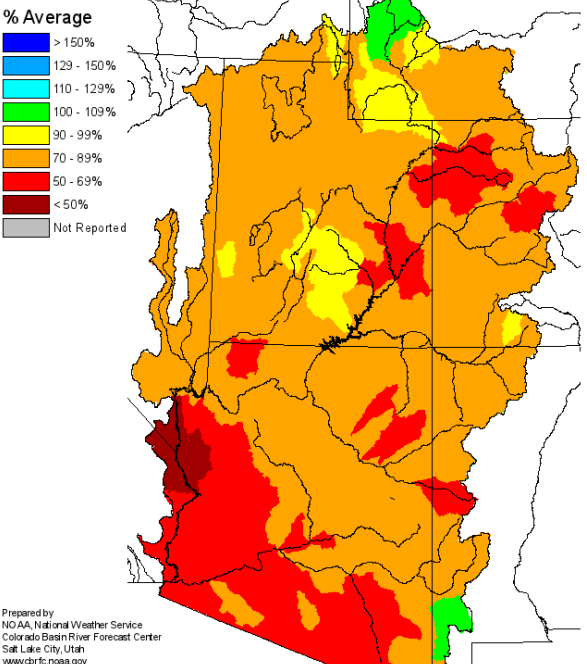 % Average
> 150%
129 - 150%
110 - 129%
100 - 109%
90 - 99%
70 - 89%
50 - 69%
< 50%
Not Reported
Prepared by
NOAA, National Weather Service
Colorado Basin River Forecast Center
Salt Lake City, Utah
www.cbrfc.noaa.gov